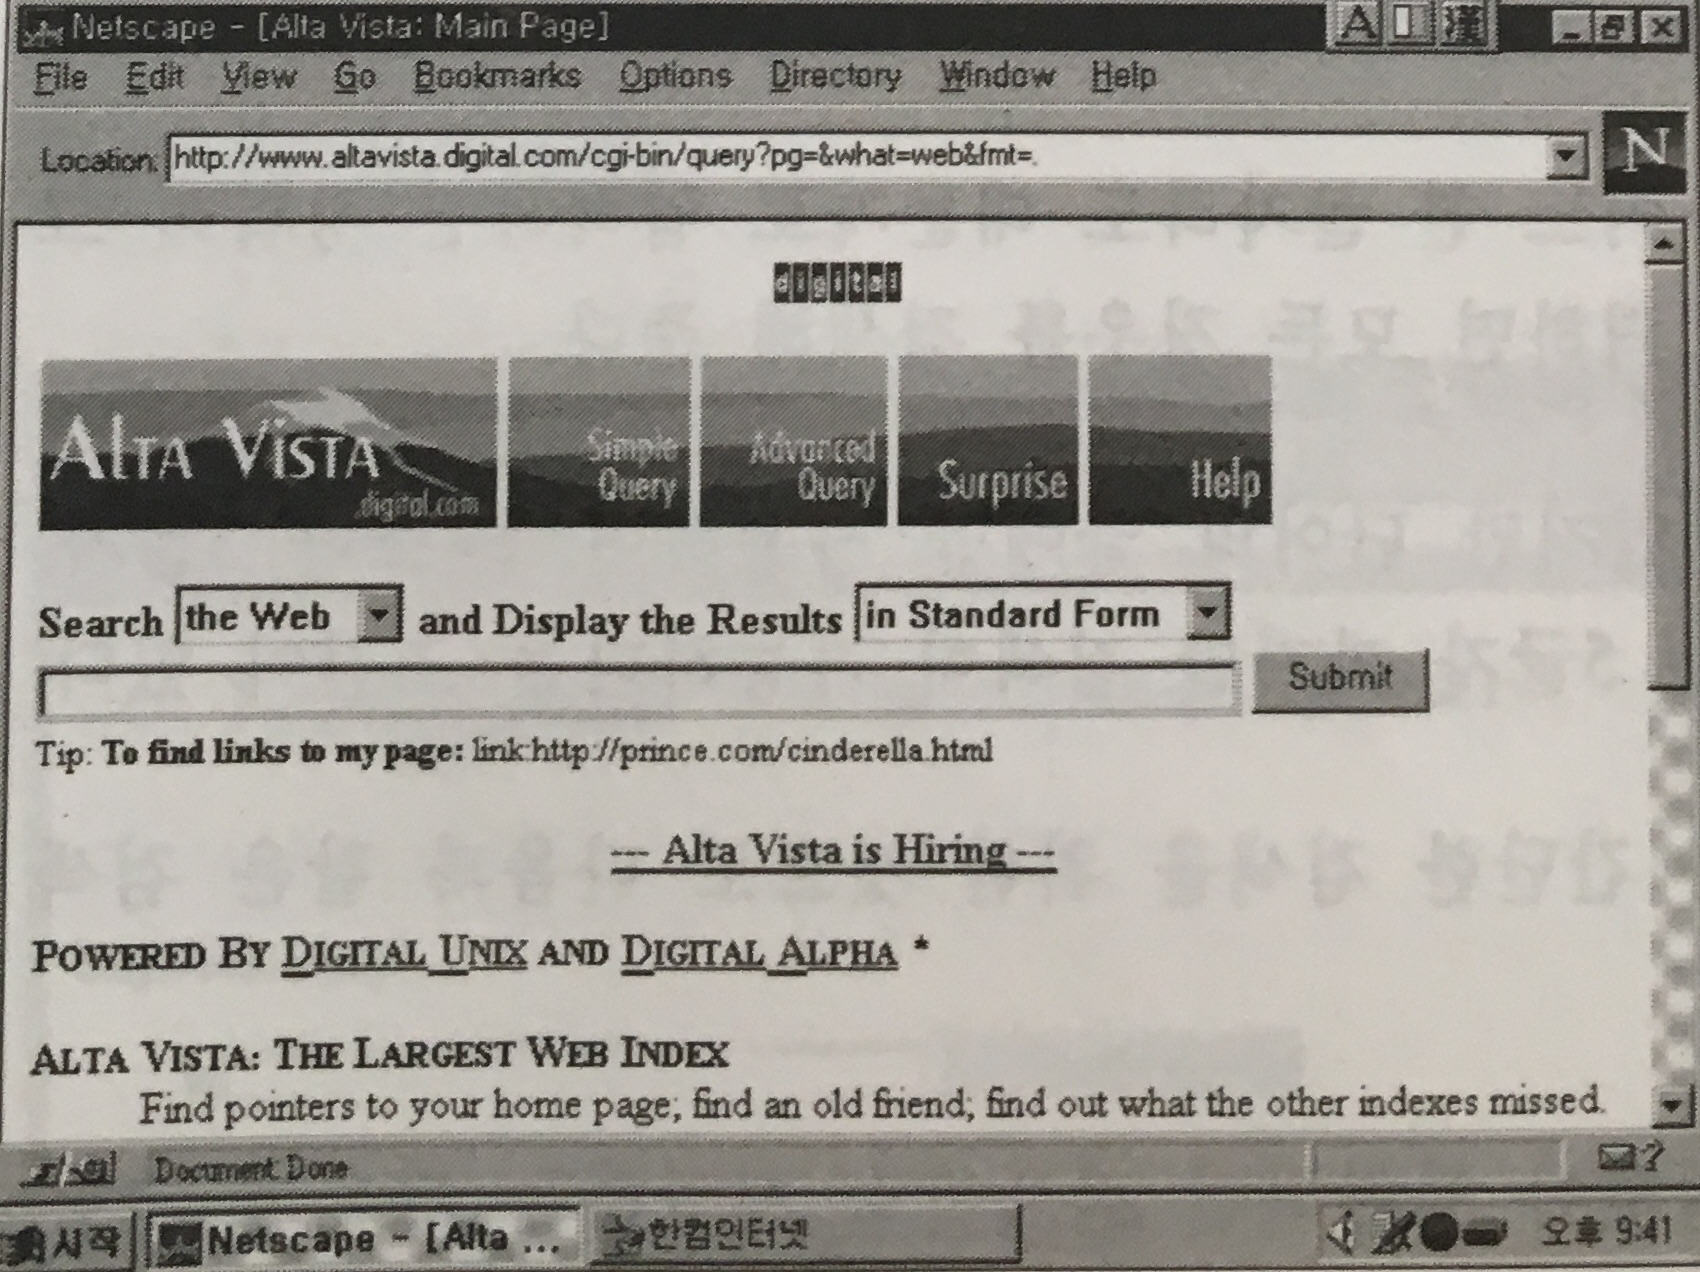 Netscape - [Alta Vista: Main Page]
A 漢
File Edit View Go Bookmarks Options Directory Window Help
Location: http://www.altavista.digital.com/cgi-bin/query?pg=&what=web&fmt=.
N
digital
ALTA VISTA
digital.com
Simple Query
Advanced Query
Surprise
Help
Search the Web and Display the Results in Standard Form
Submit
Tip: To find links to my page: link:http://prince.com/cinderella.html
--- Alta Vista is Hiring ---
POWERED BY DIGITAL UNIX AND DIGITAL ALPHA *
ALTA VISTA: THE LARGEST WEB INDEX
Find pointers to your home page; find an old friend; find out what the other indexes missed.
Document: Done
?
시작 Netscape - [Alta ... 한컴인터넷 오후 9:41